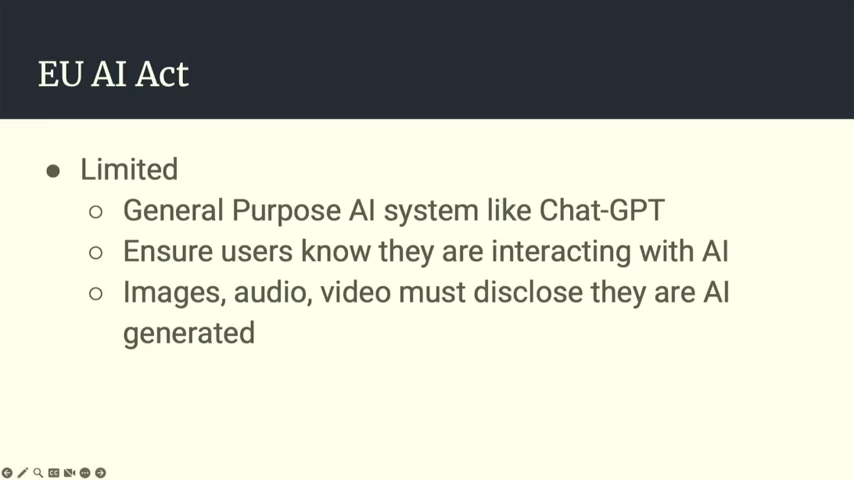 EU AI Act
● Limited
○ General Purpose AI system like Chat-GPT
○ Ensure users know they are interacting with AI
○ Images, audio, video must disclose they are AI
generated